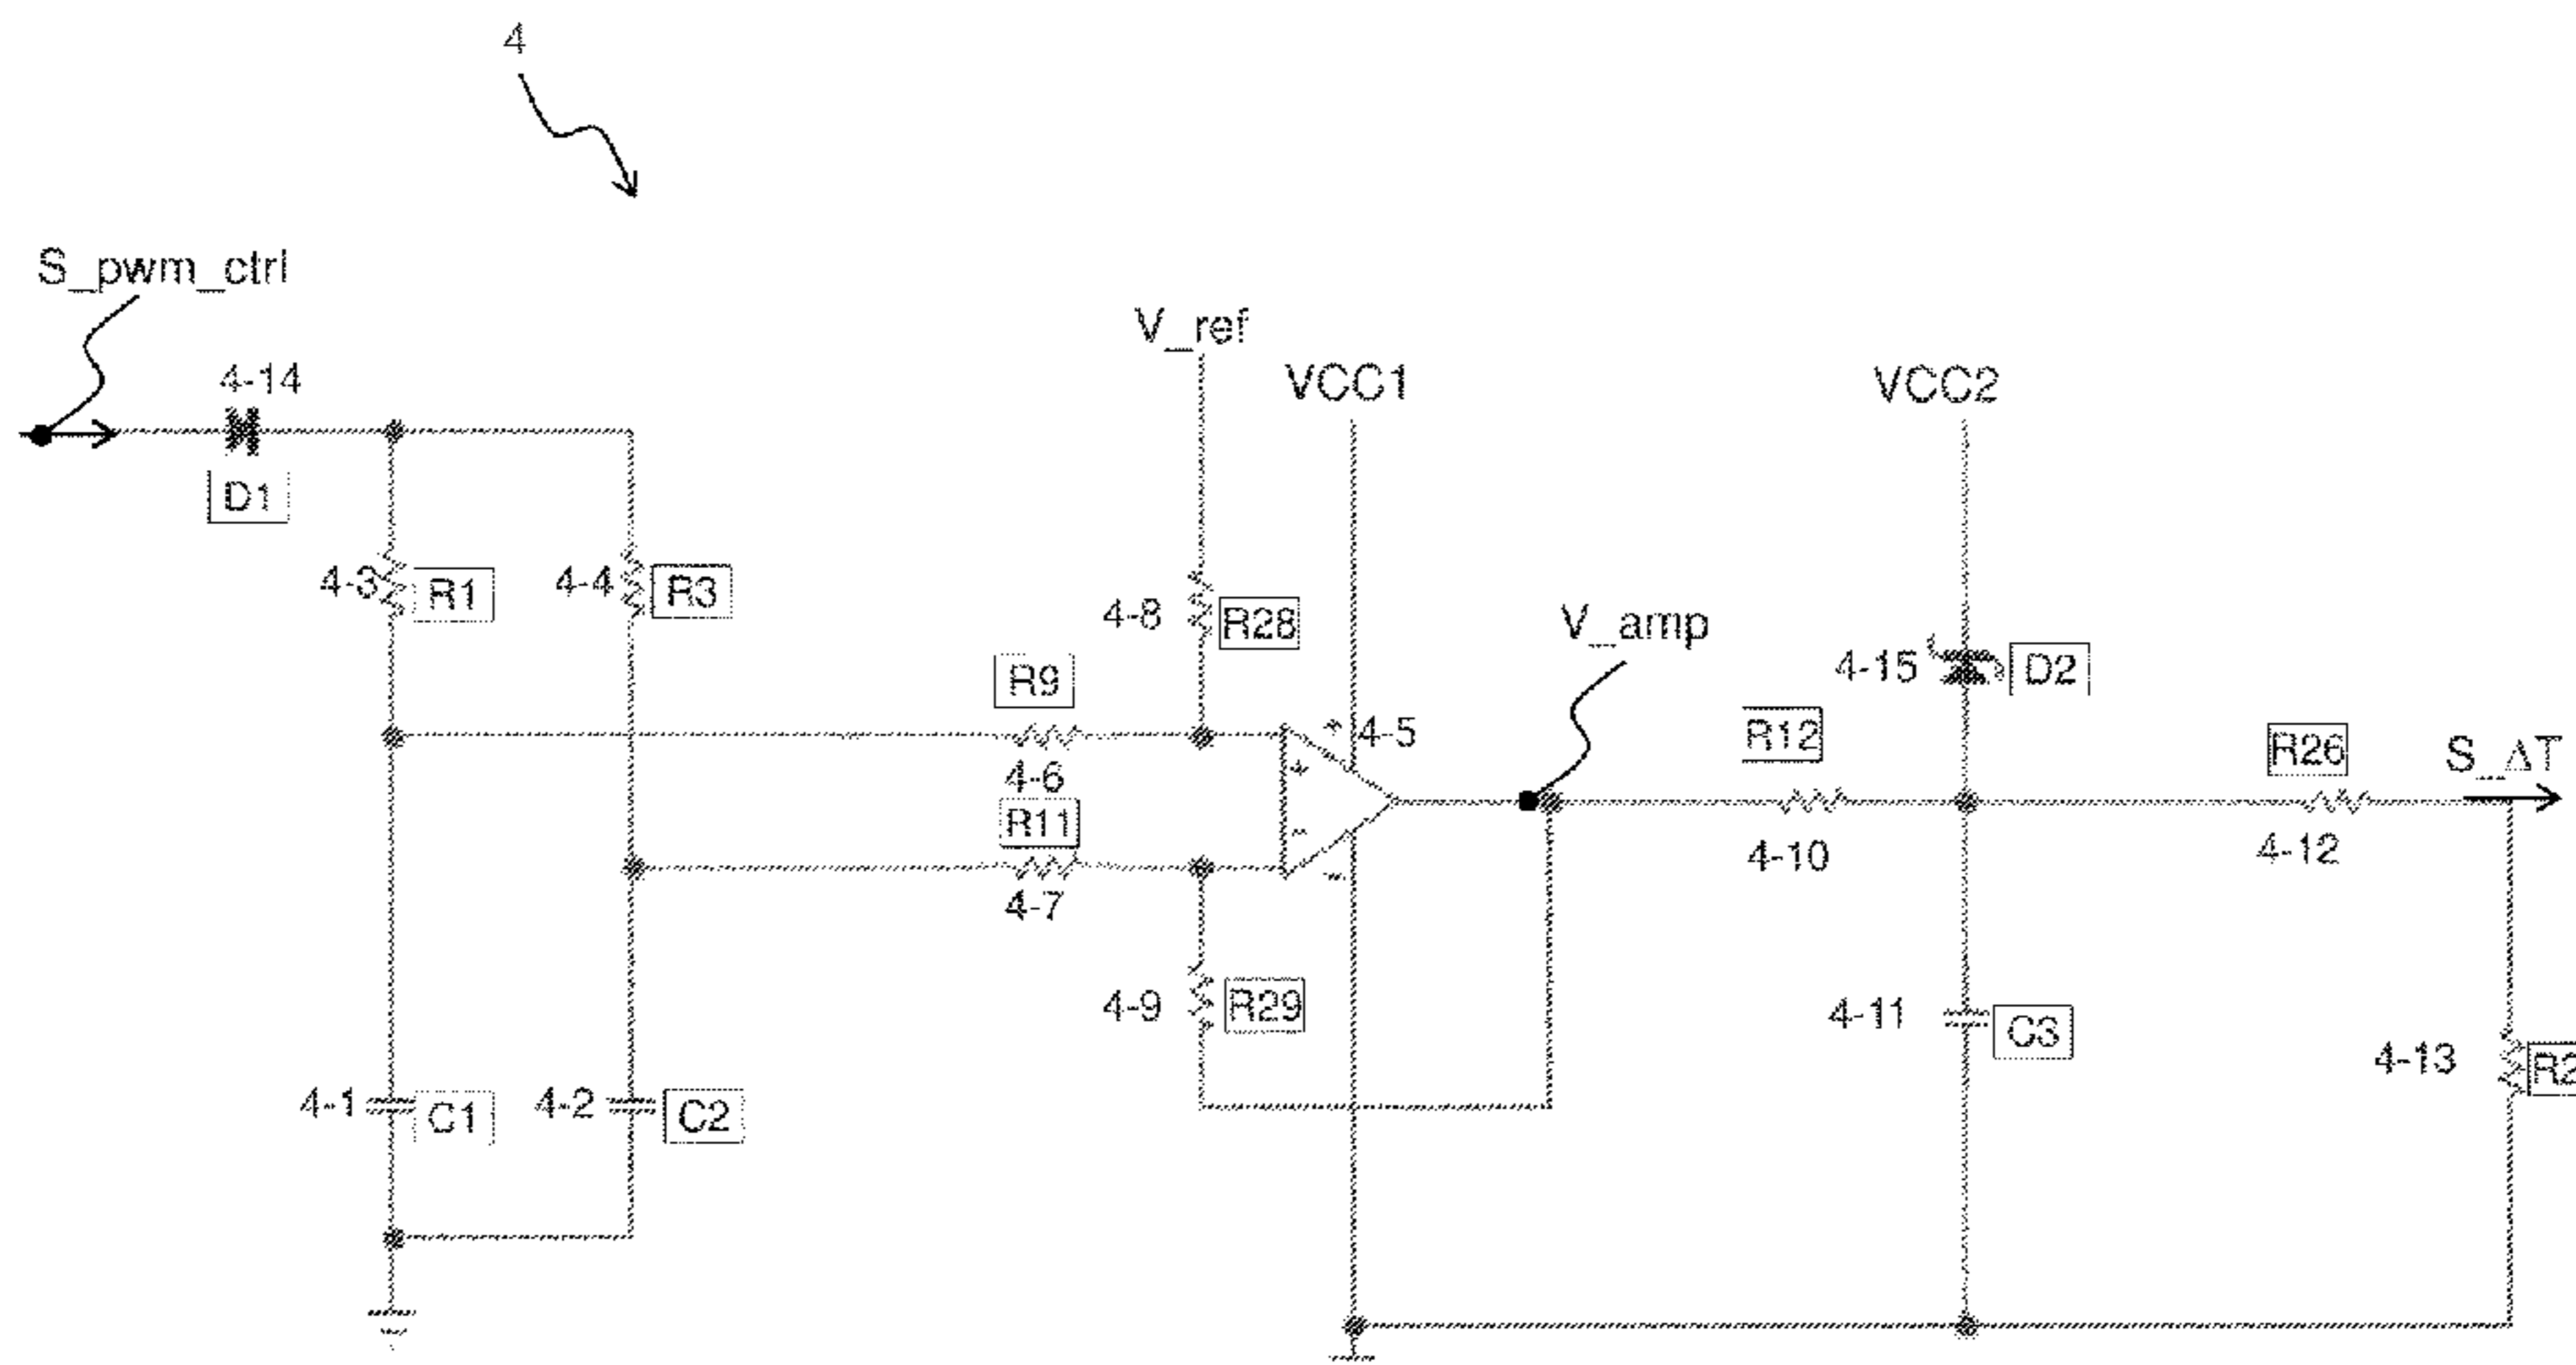 4
S_pwm_ctrl
4-14
D1
V_ref
VCC1
VCC2
4-3
R1
4-4
R3
4-8
R28
V_amp
4-15
D2
R9
4-6
+
4-5
R12
R26
S_ΔT
+
R11
-
4-7
-
4-10
4-12
4-9
R29
4-11
C3
4-13
4-1
C1
4-2
C2